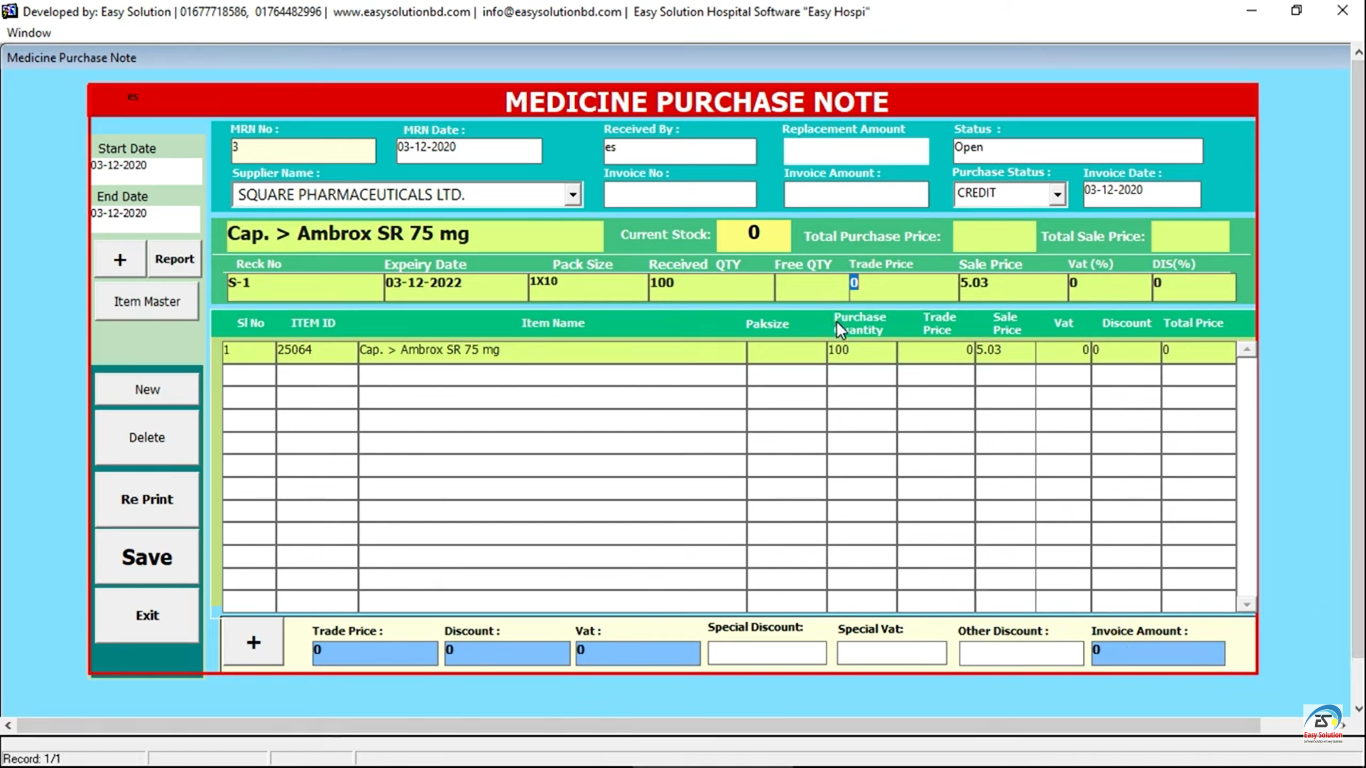 Developed by: Easy Solution | 01677718586, 01764482996 | www.easysolutionbd.com | info@easysolutionbd.com | Easy Solution Hospital Software "Easy Hospi"
Window
Medicine Purchase Note
es
MEDICINE PURCHASE NOTE
MRN No : MRN Date : Received By : Replacement Amount Status :
3 03-12-2020 es Open
Supplier Name : Invoice No : Invoice Amount : Purchase Status : Invoice Date :
SQUARE PHARMACEUTICALS LTD. CREDIT 03-12-2020
Start Date
03-12-2020
End Date
03-12-2020
+ Report
Item Master
New
Delete
Re Print
Save
Exit
Cap. > Ambrox SR 75 mg Current Stock: 0 Total Purchase Price: Total Sale Price:
Reck No Expeiry Date Pack Size Received QTY Free QTY Trade Price Sale Price Vat (%) DIS(%)
S-1 03-12-2022 1X10 100 0 5.03 0 0
Sl No ITEM ID Item Name Paksize Purchase Quantity Trade Price Sale Price Vat Discount Total Price
1 25064 Cap. > Ambrox SR 75 mg 100 0 5.03 0 0 0
+ Trade Price : Discount : Vat : Special Discount: Special Vat: Other Discount : Invoice Amount :
0 0 0 0
ES
Easy Solution
Record: 1/1